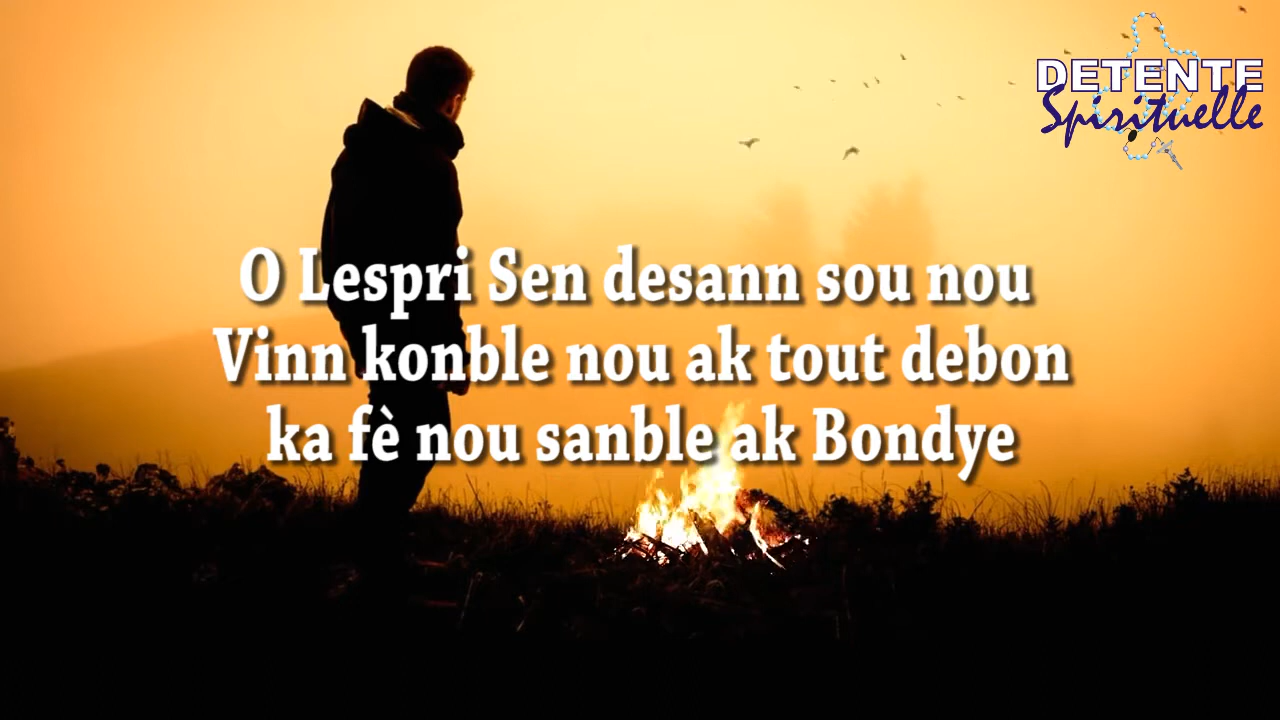 DETENTE
Spirituelle
O Lespri Sen desann sou nou
Vinn konble nou ak tout debon
ka fè nou sanble ak Bondye